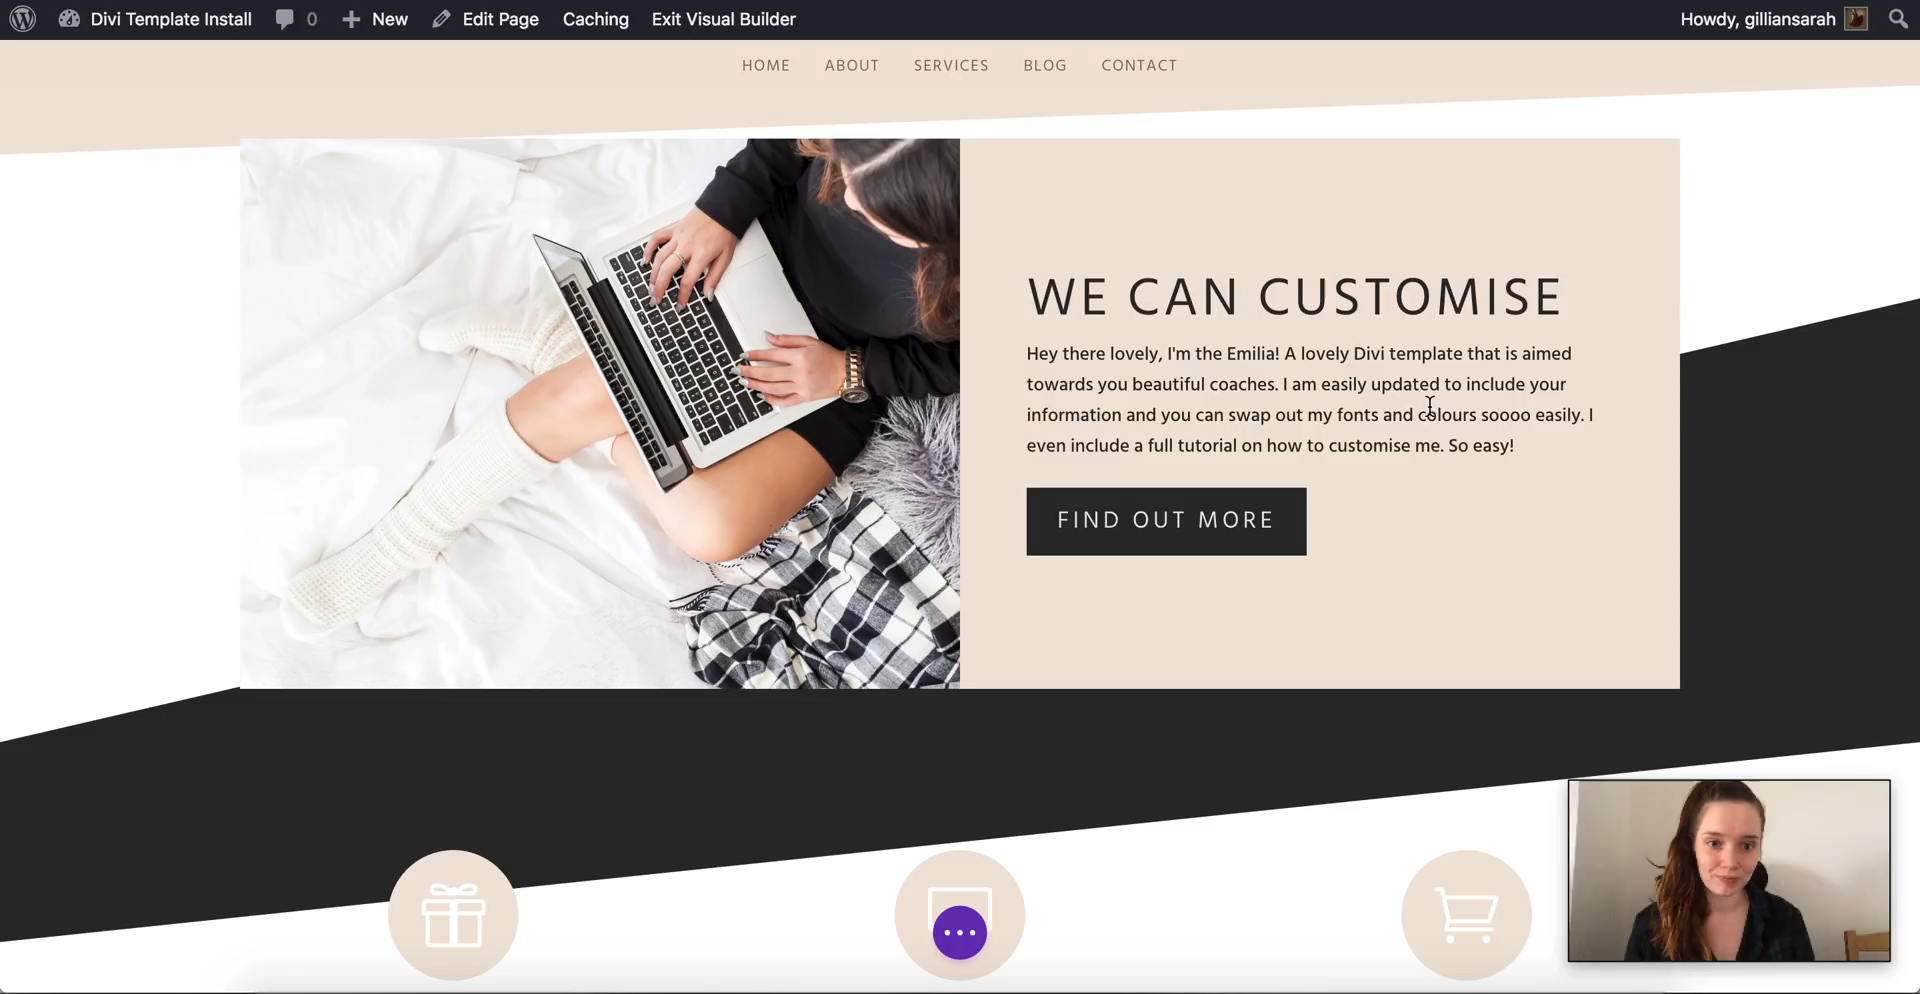 Divi Template Install 0 New Edit Page Caching Exit Visual Builder Howdy, gilliansarah
HOME ABOUT SERVICES BLOG CONTACT
WE CAN CUSTOMISE
Hey there lovely, I'm the Emilia! A lovely Divi template that is aimed
towards you beautiful coaches. I am easily updated to include your
information and you can swap out my fonts and colours soooo easily. I
even include a full tutorial on how to customise me. So easy!
FIND OUT MORE